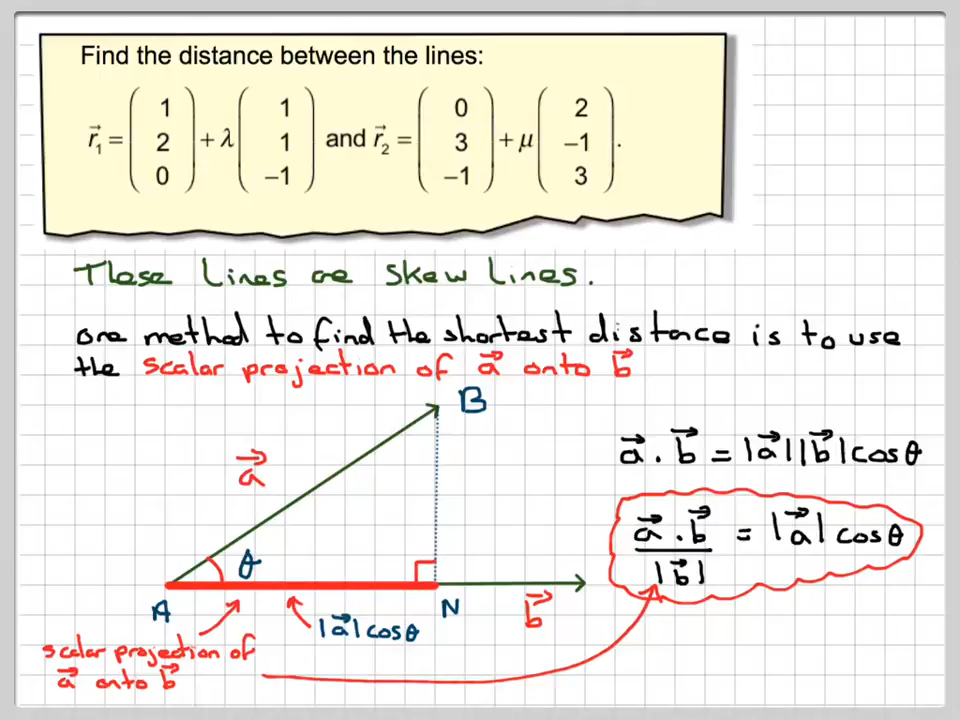 Find the distance between the lines:
r⃗₁ = (1 2 0) + λ (1 1 −1) and r⃗₂ = (0 3 −1) + μ (2 −1 3).
These lines are skew lines.
one method to find the shortest distance is to use
the scalar projection of a⃗ onto b⃗
B
a⃗
a⃗ . b⃗ = |a⃗||b⃗|cosθ
a⃗ . b⃗ / |b⃗| = |a⃗| cosθ
θ
A
N
b⃗
|a⃗|cosθ
scalar projection of
a⃗ onto b⃗